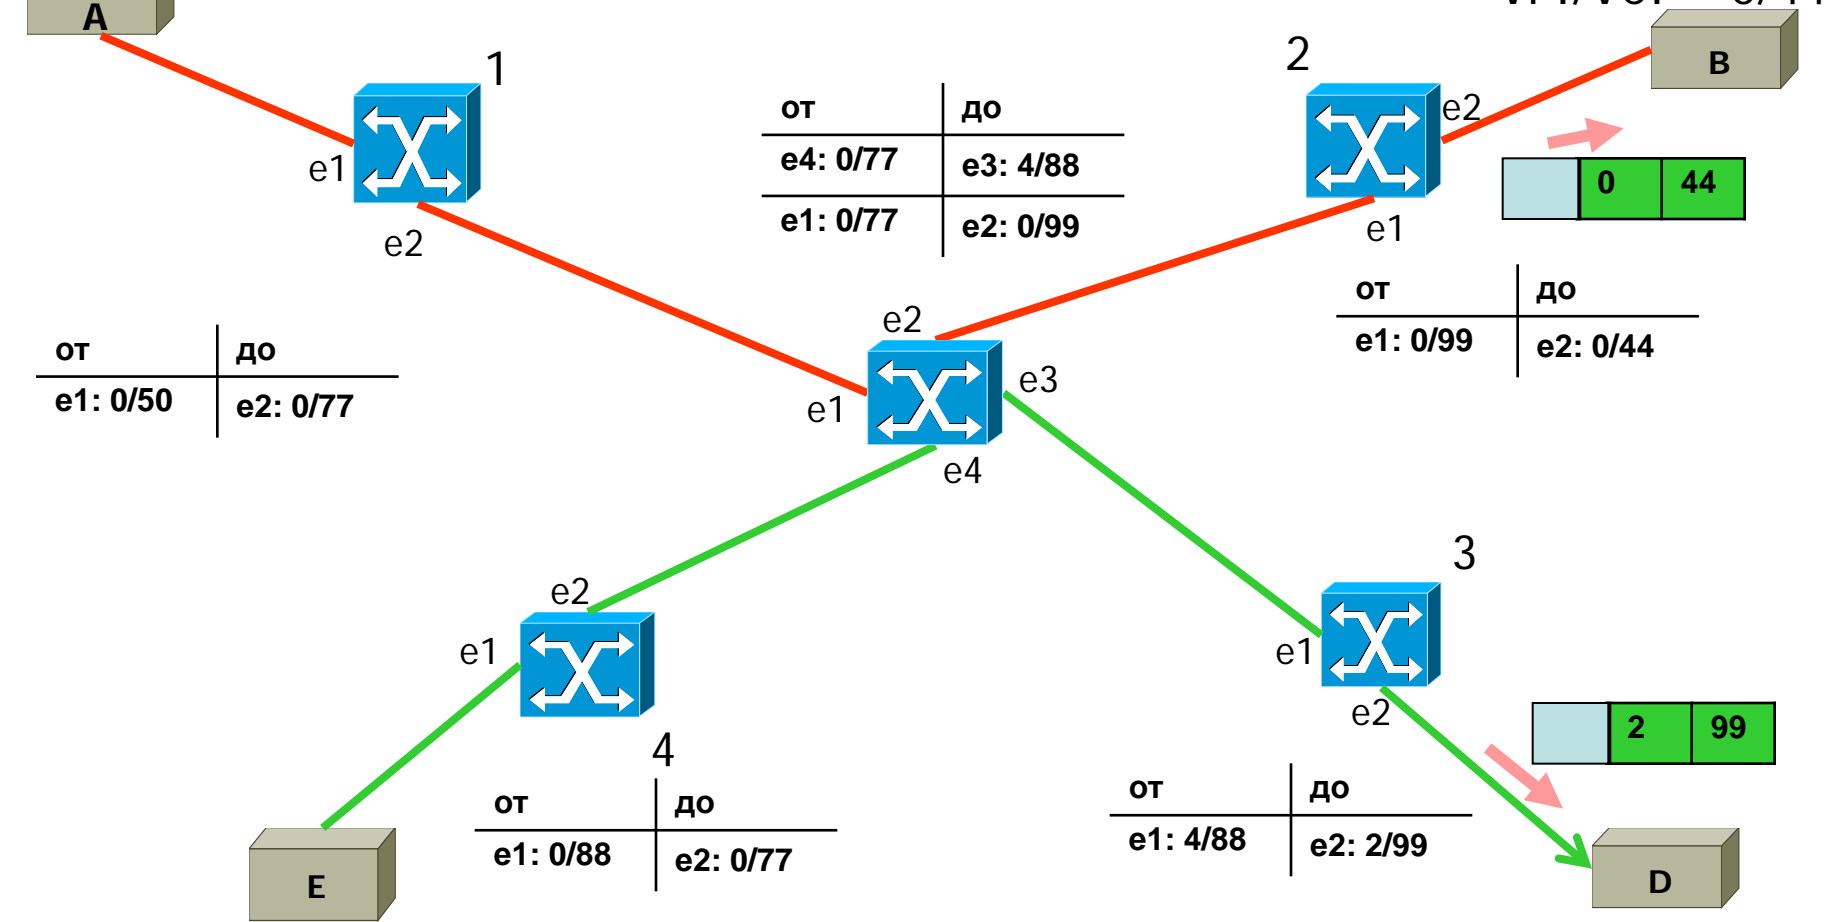 A
B
1
2
e1
e2
e2
e1
от до
e4: 0/77 e3: 4/88
e1: 0/77 e2: 0/99
0 44
от до
e1: 0/99 e2: 0/44
от до
e1: 0/50 e2: 0/77
e2
e1
e3
e4
3
e2
e1
4
e1
e2
2 99
от до
e1: 0/88 e2: 0/77
от до
e1: 4/88 e2: 2/99
E
D